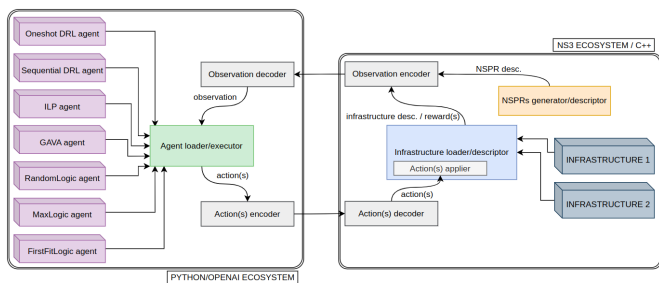 Oneshot DRL agent
Sequential DRL agent
ILP agent
GAVA agent
RandomLogic agent
MaxLogic agent
FirstFitLogic agent
Observation decoder
observation
Agent loader/executor
action(s)
Action(s) encoder
PYTHON/OPENAI ECOSYSTEM
NS3 ECOSYSTEM / C++
Observation encoder
NSPR desc.
NSPRs generator/descriptor
infrastructure desc. / reward(s)
Infrastructure loader/descriptor
Action(s) applier
action(s)
Action(s) decoder
INFRASTRUCTURE 1
INFRASTRUCTURE 2